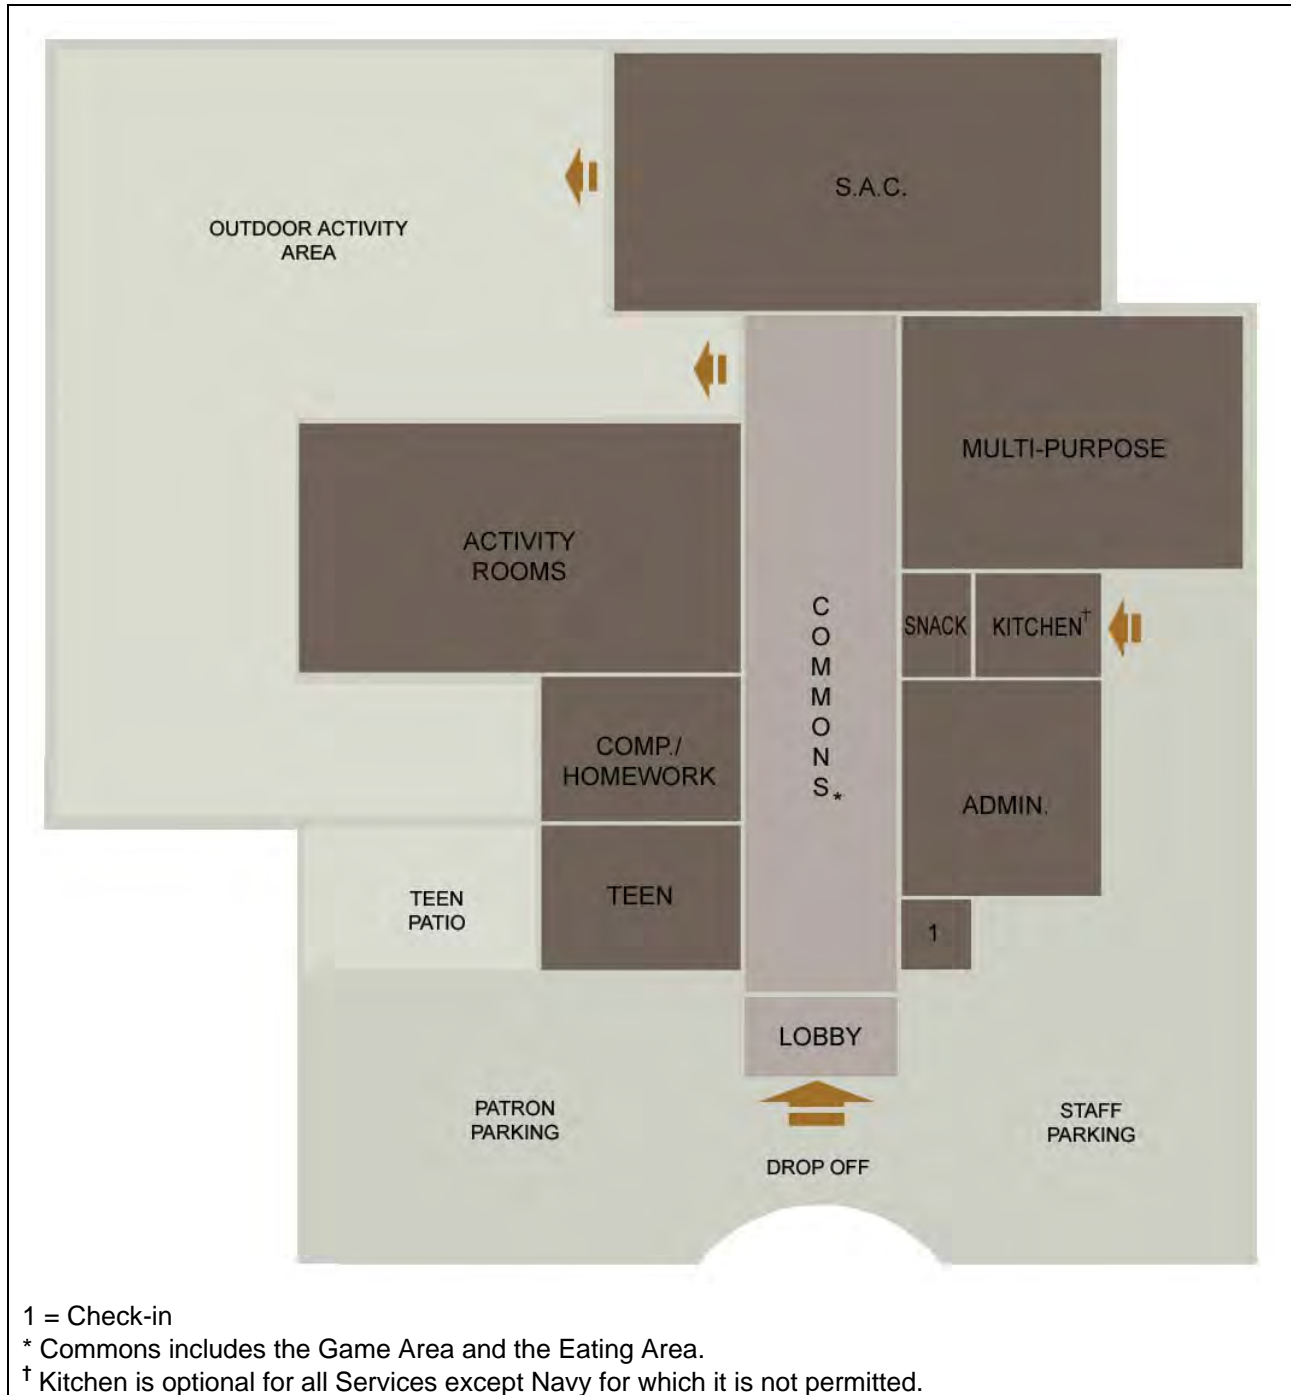 S.A.C.
OUTDOOR ACTIVITY
AREA
MULTI-PURPOSE
ACTIVITY
ROOMS
C
O
M
M
O
N
S*
SNACK
KITCHEN†
COMP./
HOMEWORK
ADMIN.
TEEN
PATIO
TEEN
1
LOBBY
PATRON
PARKING
STAFF
PARKING
DROP OFF
1 = Check-in
* Commons includes the Game Area and the Eating Area.
† Kitchen is optional for all Services except Navy for which it is not permitted.